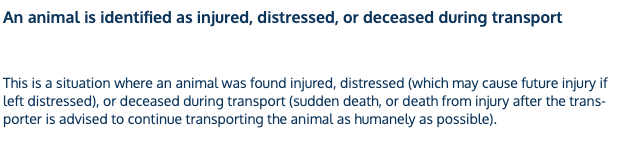 An animal is identified as injured, distressed, or deceased during transport
This is a situation where an animal was found injured, distressed (which may cause future injury if
left distressed), or deceased during transport (sudden death, or death from injury after the trans-
porter is advised to continue transporting the animal as humanely as possible).